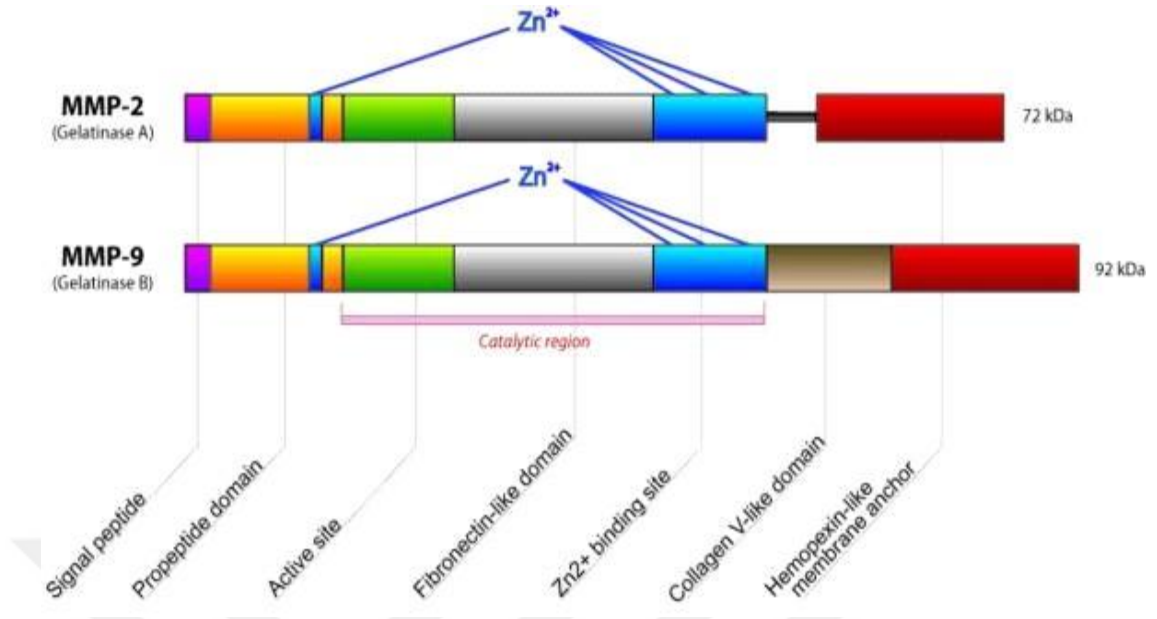 Zn²⁺
MMP-2
(Gelatinase A)
72 kDa
Zn²⁺
MMP-9
(Gelatinase B)
92 kDa
Catalytic region
Signal peptide
Propeptide domain
Active site
Fibronectin-like domain
Zn2+ binding site
Collagen V-like domain
Hemopexin-like
membrane anchor